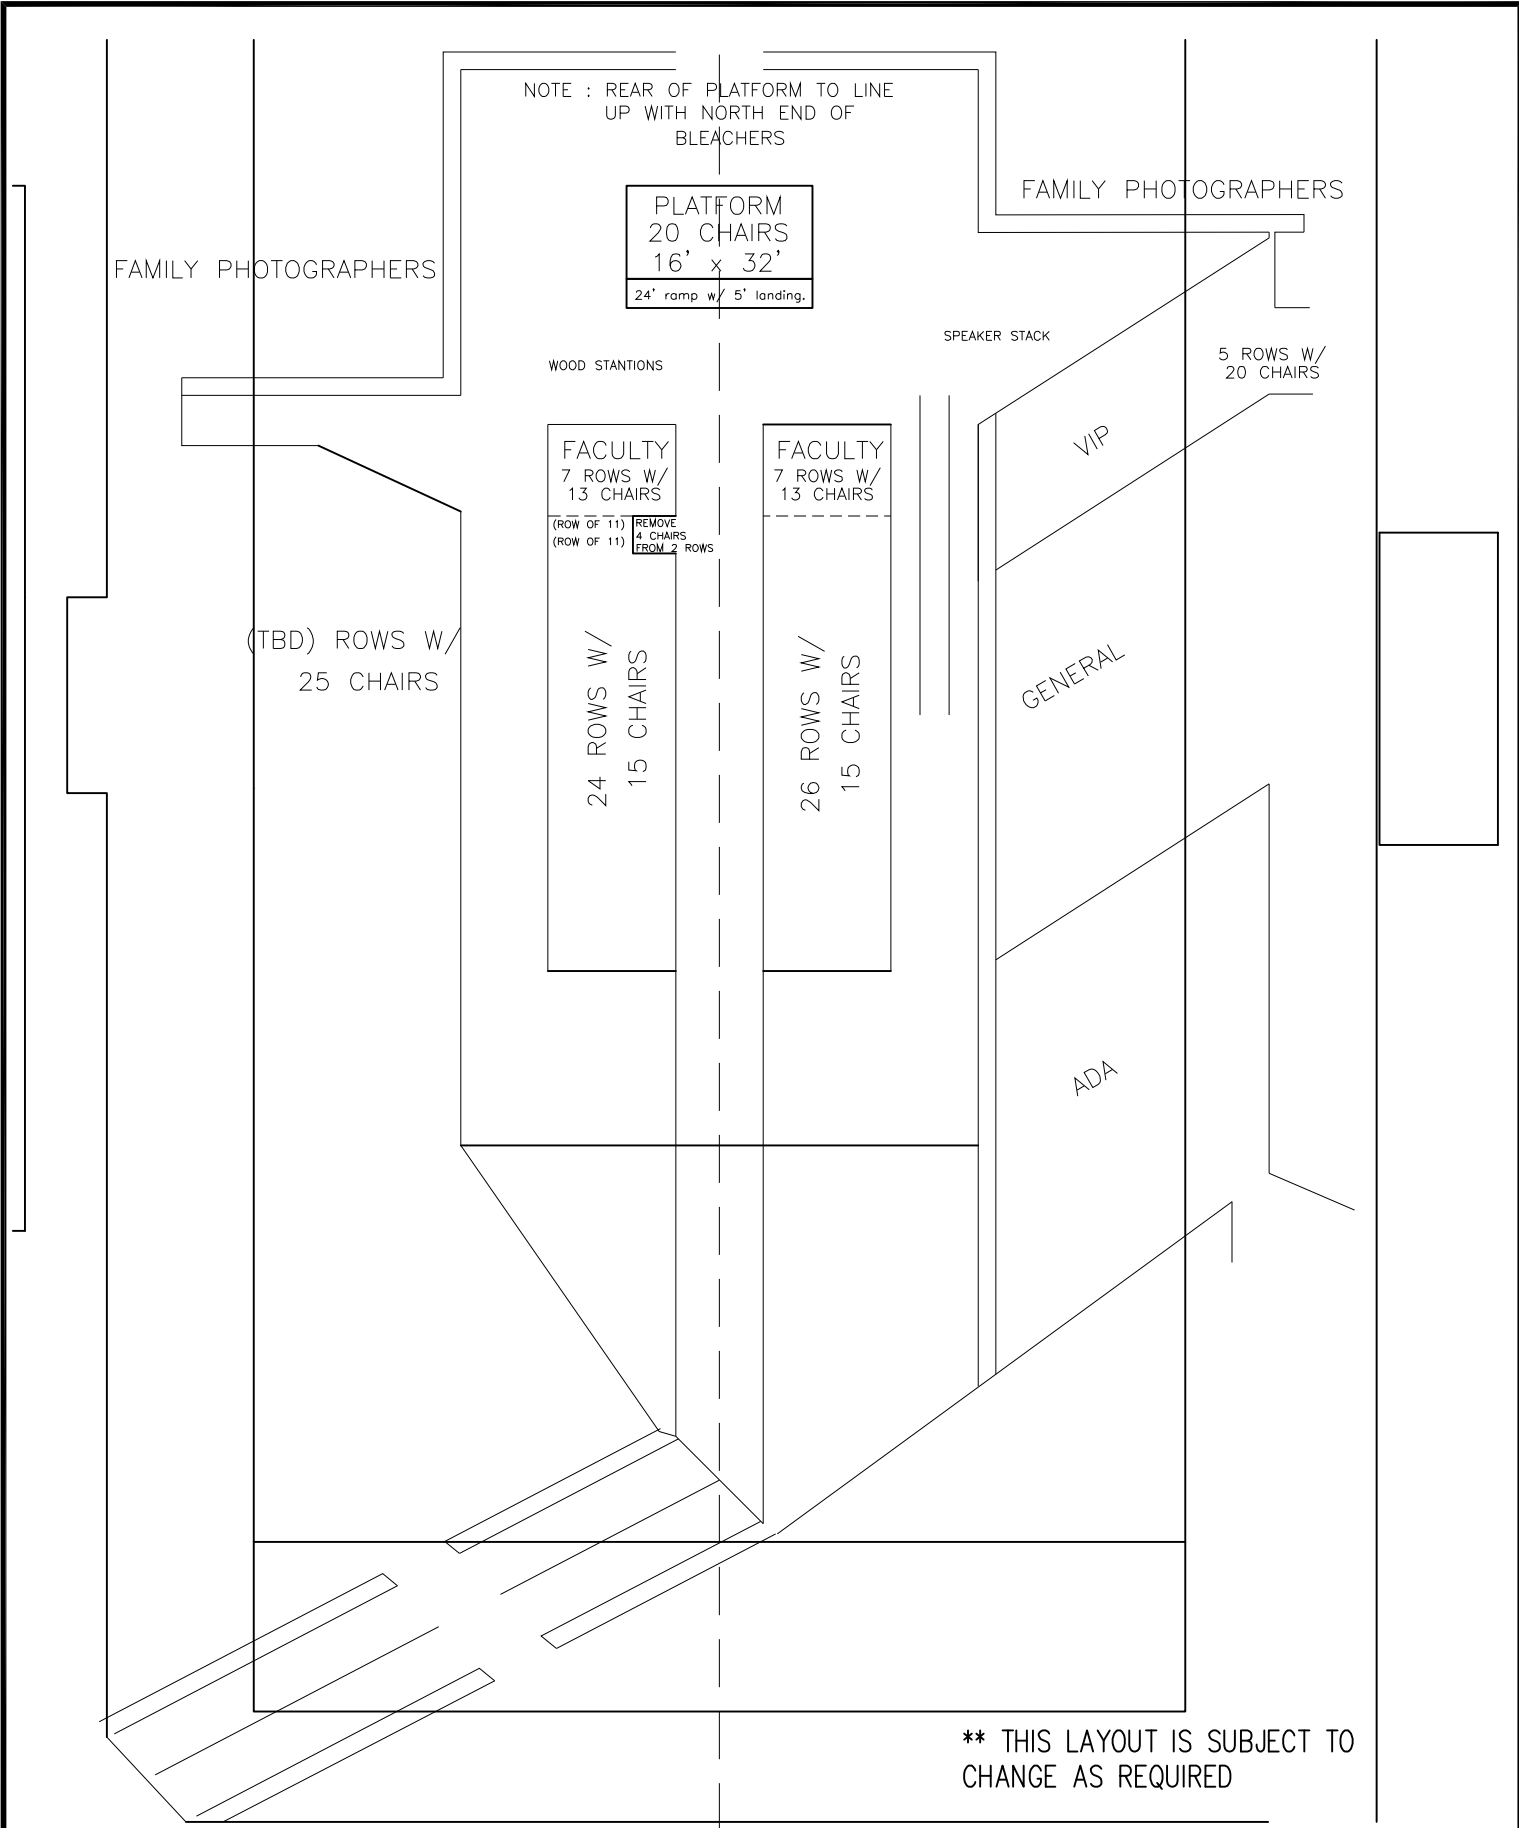 NOTE : REAR OF PLATFORM TO LINE
UP WITH NORTH END OF
BLEACHERS
PLATFORM
20 CHAIRS
16' x 32'
24' ramp w/ 5' landing.
FAMILY PHOTOGRAPHERS
FAMILY PHOTOGRAPHERS
SPEAKER STACK
WOOD STANTIONS
5 ROWS W/
20 CHAIRS
VIP
FACULTY
7 ROWS W/
13 CHAIRS
(ROW OF 11)
(ROW OF 11)
REMOVE
4 CHAIRS
FROM 2 ROWS
FACULTY
7 ROWS W/
13 CHAIRS
(TBD) ROWS W/
25 CHAIRS
24 ROWS W/
15 CHAIRS
26 ROWS W/
15 CHAIRS
GENERAL
ADA
** THIS LAYOUT IS SUBJECT TO
CHANGE AS REQUIRED